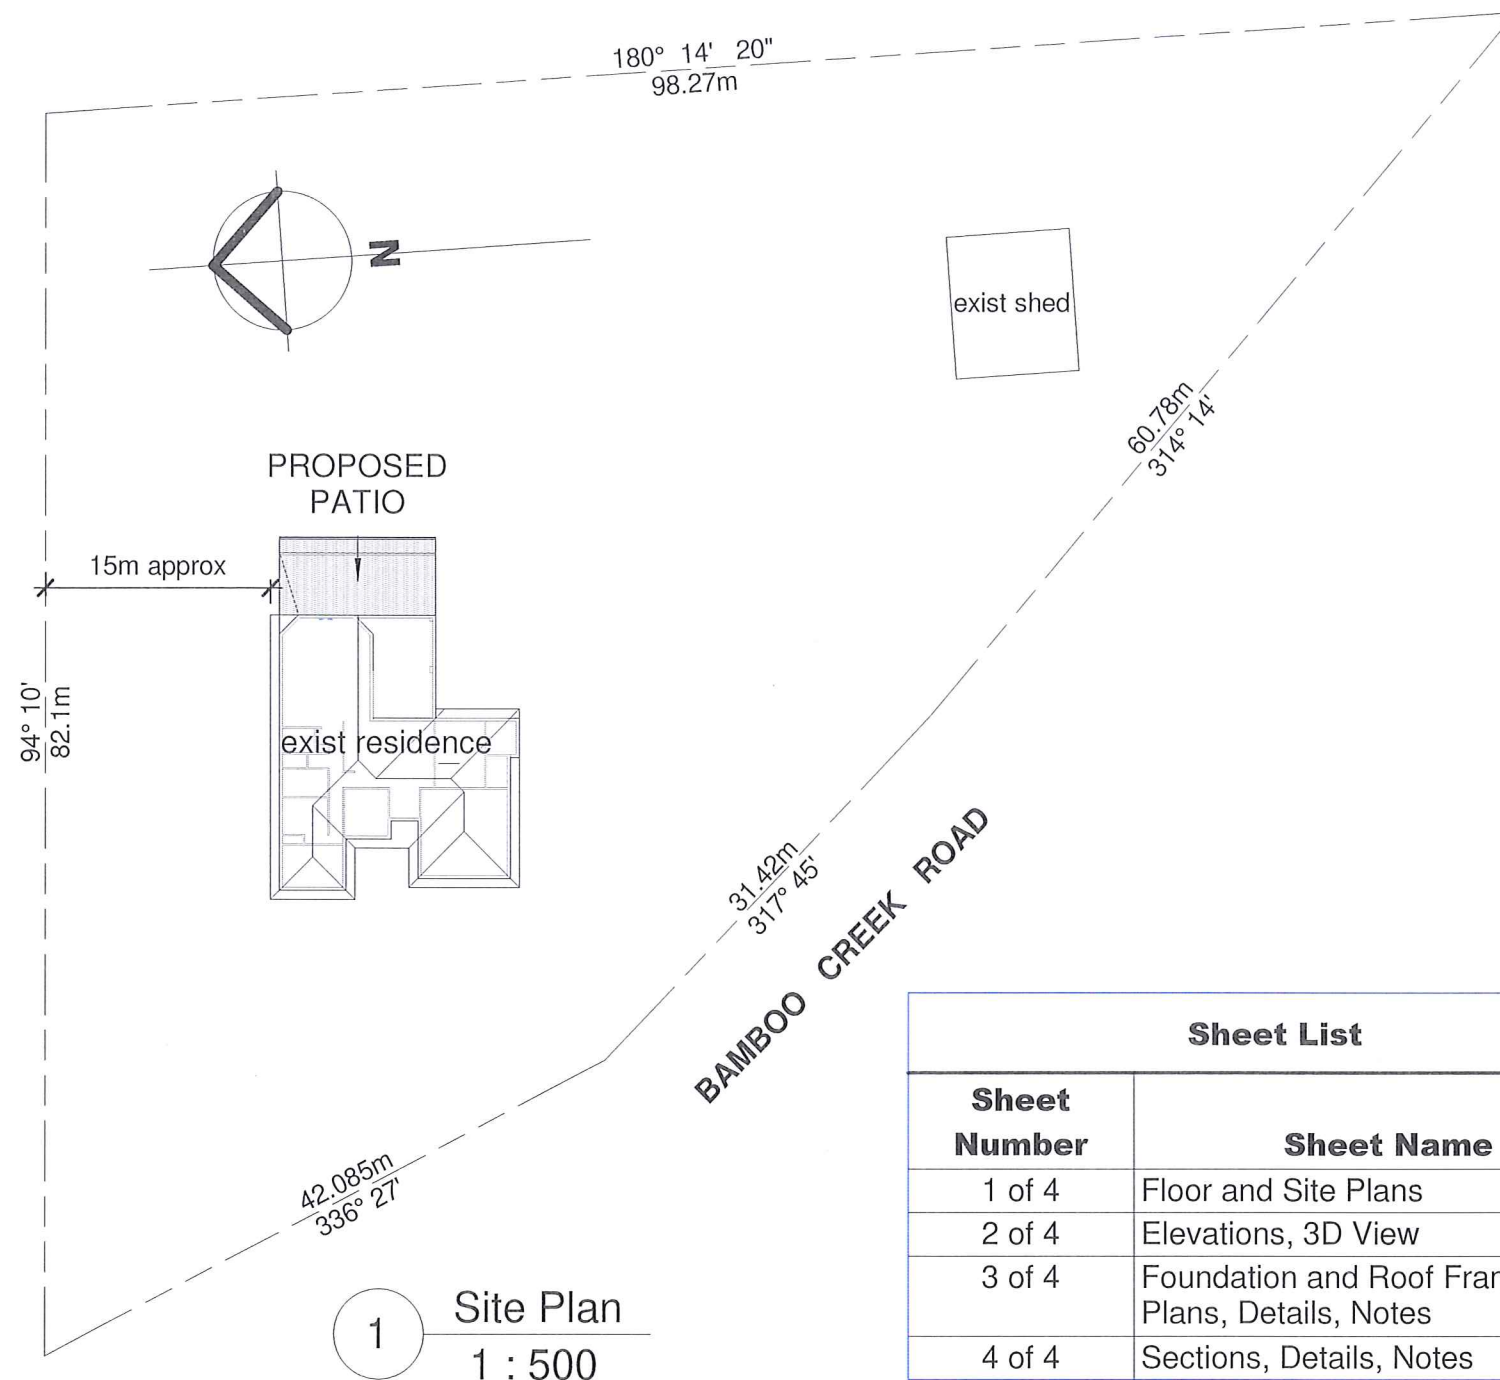 180° 14' 20"
98.27m
N
exist shed
60.78m
314° 14'
PROPOSED
PATIO
15m approx
94° 10'
82.1m
exist residence
31.42m
317° 45'
BAMBOO CREEK ROAD
42.085m
336° 27'
1
Site Plan
1 : 500
Sheet List
Sheet
Number
Sheet Name
1 of 4
Floor and Site Plans
2 of 4
Elevations, 3D View
3 of 4
Foundation and Roof
Plans, Details, Notes
4 of 4
Sections, Details, Notes